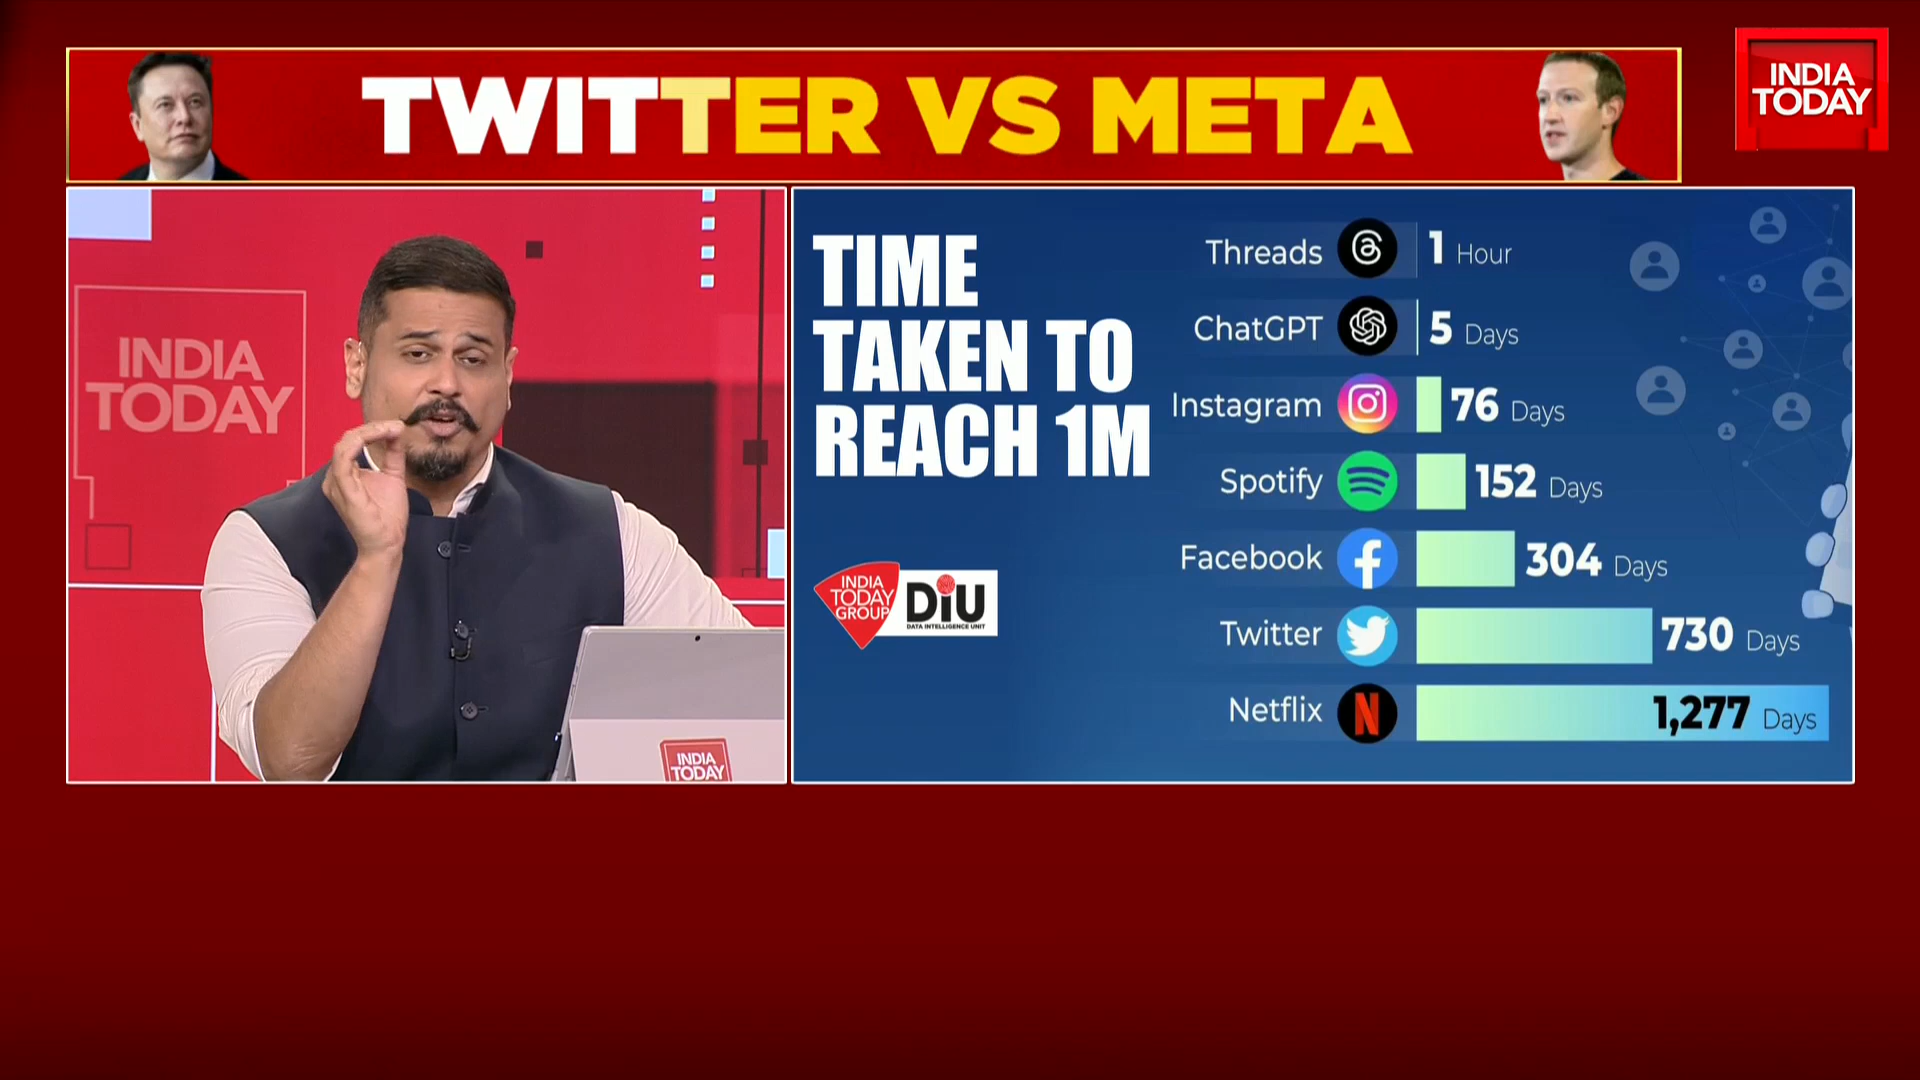 TWITTER VS META
INDIA
TODAY
INDIA
TODAY
INDIA
TODAY
TIME
TAKEN TO
REACH 1M
INDIA
TODAY
GROUP
DiU
DATA INTELLIGENCE UNIT
Threads 1 Hour
ChatGPT 5 Days
Instagram 76 Days
Spotify 152 Days
Facebook 304 Days
Twitter 730 Days
Netflix N 1,277 Days